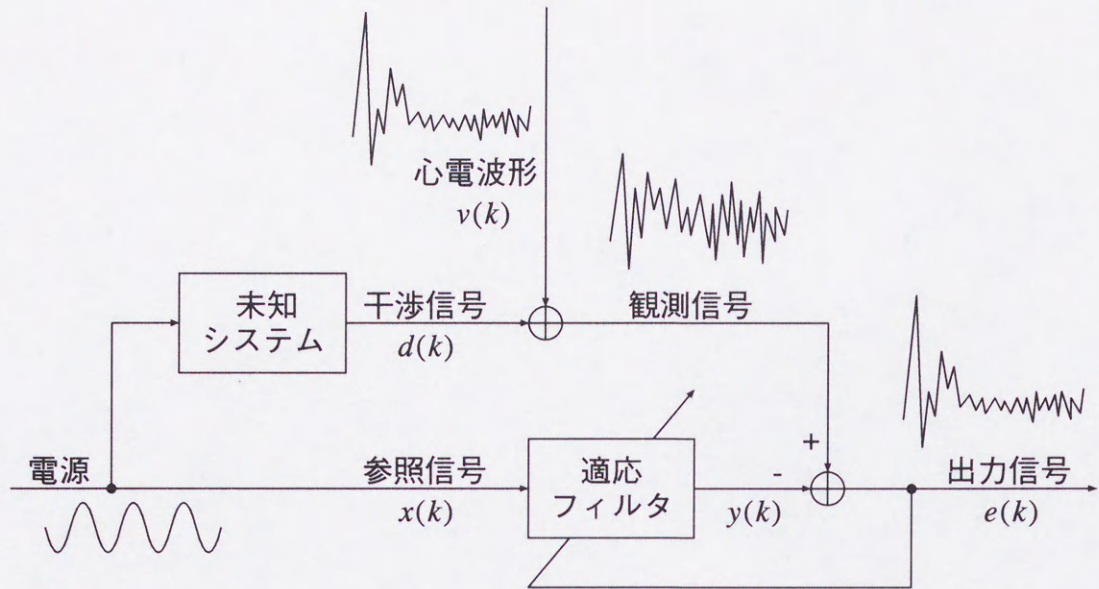 心電波形
v(k)
未知
システム
干渉信号
d(k)
観測信号
電源
参照信号
x(k)
適応
フィルタ
-
y(k)
+
出力信号
e(k)